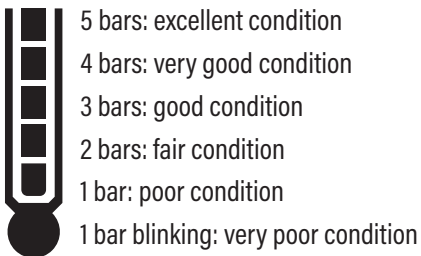 5 bars: excellent condition
4 bars: very good condition
3 bars: good condition
2 bars: fair condition
1 bar: poor condition
1 bar blinking: very poor condition